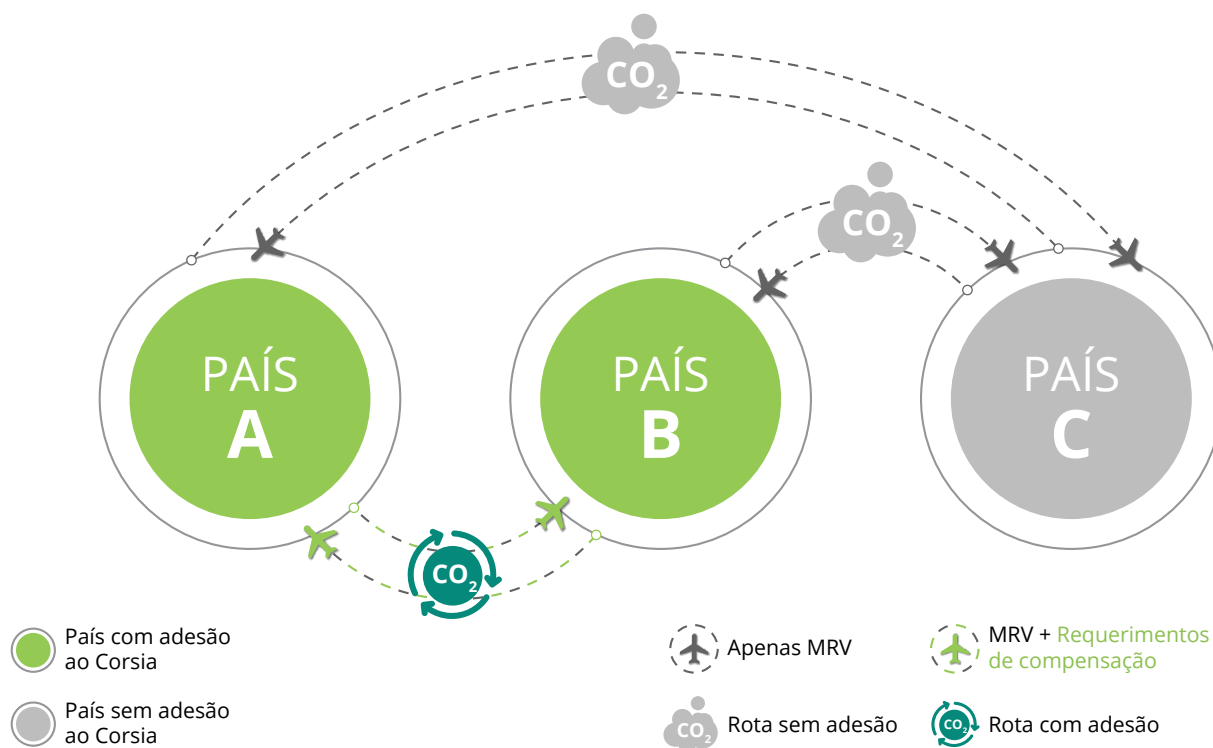 CO₂
CO₂
PAÍS
A
PAÍS
B
PAÍS
C
CO₂
País com adesão
ao Corsia
País sem adesão
ao Corsia
Apenas MRV
MRV + Requerimentos
de compensação
CO₂
Rota sem adesão
CO₂
Rota com adesão